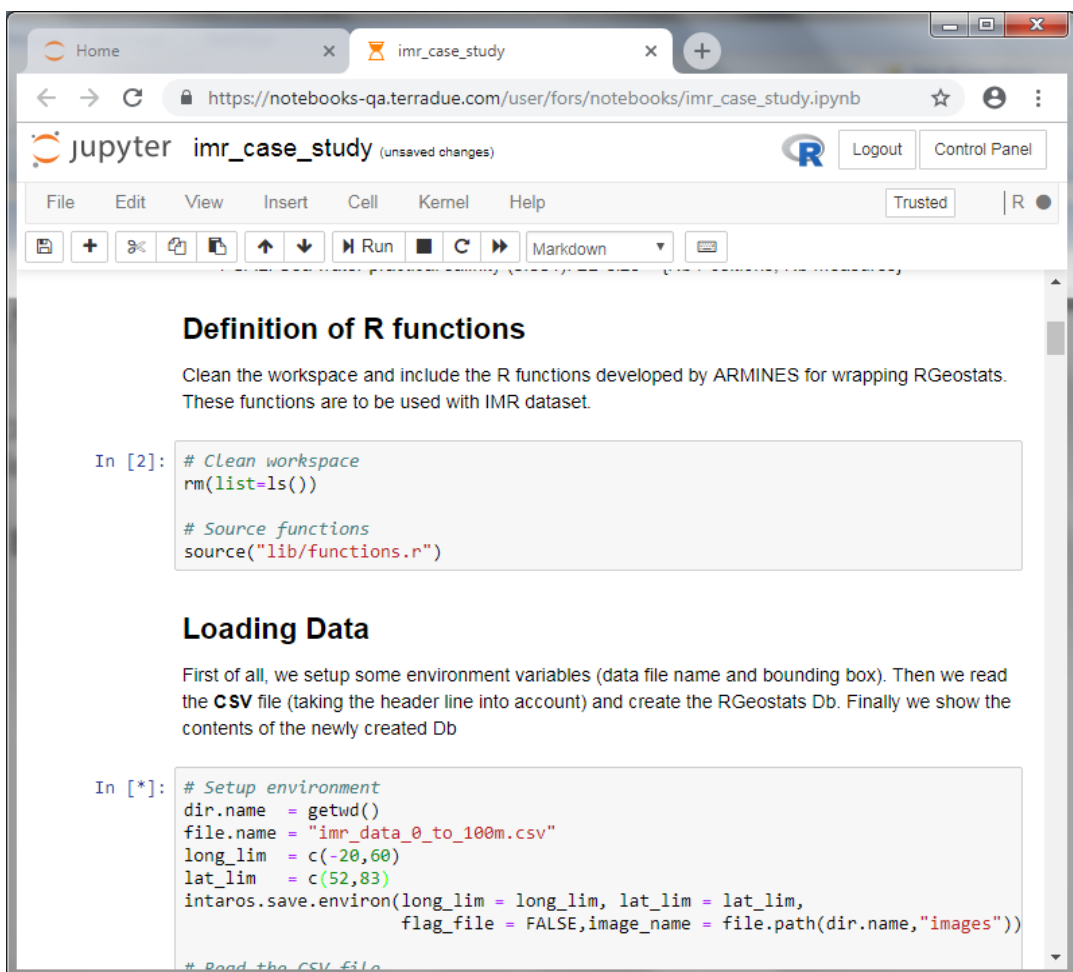 Home
imr_case_study
https://notebooks-qa.terradue.com/user/fors/notebooks/imr_case_study.ipynb
jupyter imr_case_study (unsaved changes)
R Logout Control Panel
File Edit View Insert Cell Kernel Help Trusted R
Run Markdown
Definition of R functions
Clean the workspace and include the R functions developed by ARMINES for wrapping RGeostats.
These functions are to be used with IMR dataset.
In [2]: # Clean workspace
rm(list=ls())
# Source functions
source("lib/functions.r")
Loading Data
First of all, we setup some environment variables (data file name and bounding box). Then we read
the CSV file (taking the header line into account) and create the RGeostats Db. Finally we show the
contents of the newly created Db
In [*]: # Setup environment
dir.name = getwd()
file.name = "imr_data_0_to_100m.csv"
long_lim = c(-20,60)
lat_lim = c(52,83)
intaros.save.environ(long_lim = long_lim, lat_lim = lat_lim,
flag_file = FALSE,image_name = file.path(dir.name,"images"))
# Read the CSV file